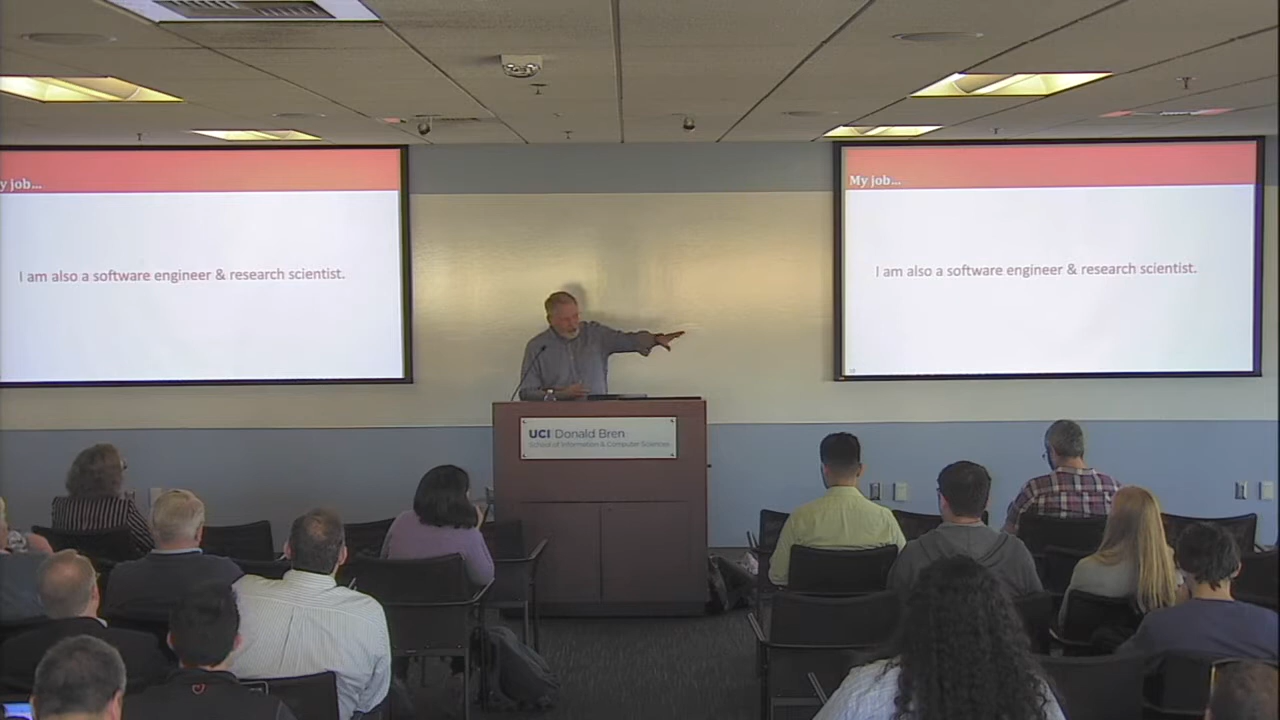 y job...
I am also a software engineer & research scientist.
My job...
I am also a software engineer & research scientist.
UCI Donald Bren
School of Information & Computer Sciences